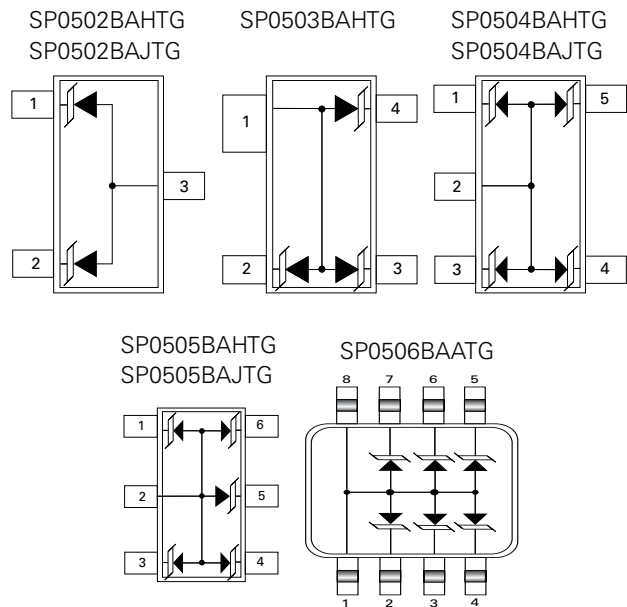 SP0502BAHTG
SP0502BAJTG
SP0503BAHTG
SP0504BAHTG
SP0504BAJTG
1
2
3
1
4
2
3
1
5
2
3
4
SP0505BAHTG
SP0505BAJTG
SP0506BAATG
1
6
2
5
3
4
8 7 6 5
1 2 3 4